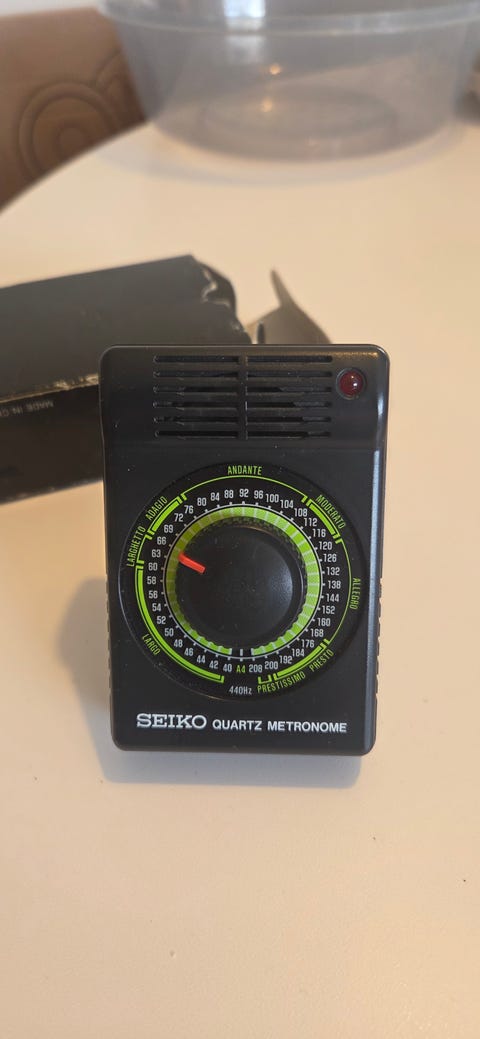 MADE IN C
ANDANTE
MODERATO
ALLEGRO
PRESTO
PRESTISSIMO
440Hz
LARGO
LARGHETTO
ADAGIO
40 42 44 46 48 50 52 54 56 58 60 63 66 69 72 76 80 84 88 92 96 100 104 108 112 116 120 126 132 138 144 152 160 168 176 184 192 200 208 A4
SEIKO QUARTZ METRONOME